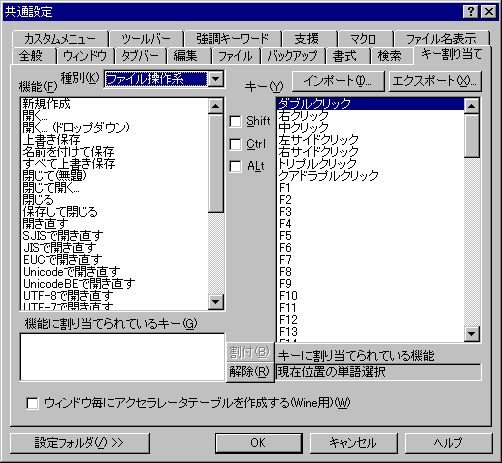 共通設定
カスタムメニュー ツールバー 強調キーワード 支援 マクロ ファイル名表示
全般 ウィンドウ タブバー 編集 ファイル バックアップ 書式 検索 キー割り当て
機能(F) 種別(K) ファイル操作系 キー(Y) インポート(I)... エクスポート(X)...
新規作成
開く...
開く... (ドロップダウン)
上書き保存
名前を付けて保存
すべて上書き保存
閉じて(無題)
閉じて開く...
閉じる
保存して閉じる
開き直す
SJISで開き直す
JISで開き直す
EUCで開き直す
Unicodeで開き直す
UnicodeBEで開き直す
UTF-8で開き直す
UTF-7で開き直す
Shift
Ctrl
ALt
ダブルクリック
右クリック
中クリック
左サイドクリック
右サイドクリック
トリプルクリック
クアドラプルクリック
F1
F2
F3
F4
F5
F6
F7
F8
F9
F10
F11
F12
F13
F14
機能に割り当てられているキー(G)
割付(B)
解除(R)
キーに割り当てられている機能
現在位置の単語選択
ウィンドウ毎にアクセラレータテーブルを作成する(Wine用)(W)
設定フォルダ(/) >> OK キャンセル ヘルプ